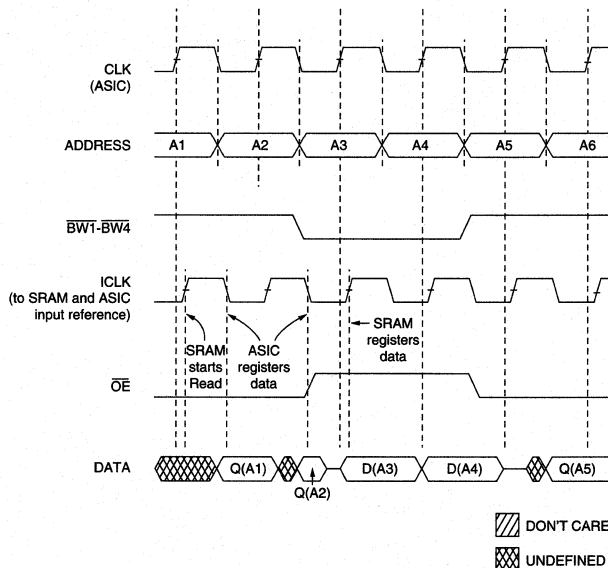 CLK
(ASIC)
ADDRESS
A1 A2 A3 A4 A5 A6
BW1-BW4
ICLK
(to SRAM and ASIC
input reference)
SRAM
starts
Read
ASIC
registers
data
SRAM
registers
data
OE
DATA
Q(A1) D(A3) D(A4) Q(A5)
Q(A2)
DON'T CARE
UNDEFINED